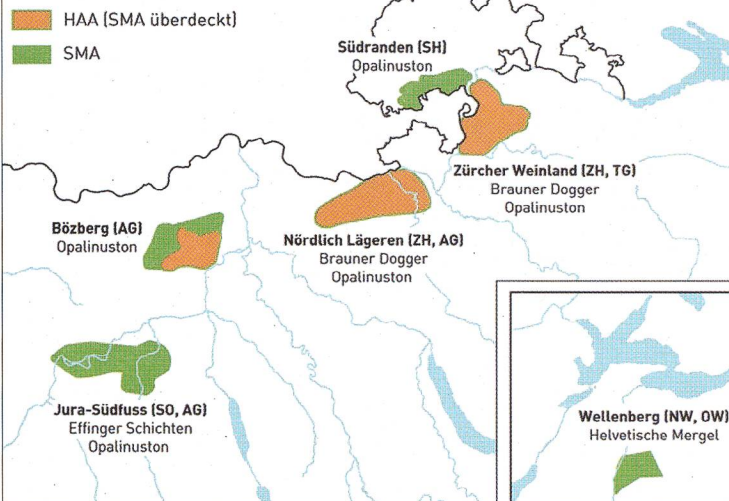 HAA (SMA überdeckt)
SMA
Südranden (SH)
Opalinuston
Zürcher Weinland (ZH, TG)
Brauner Dogger
Opalinuston
Bözberg (AG)
Opalinuston
Nördlich Lägeren (ZH, AG)
Brauner Dogger
Opalinuston
Jura-Südfuss (SO, AG)
Effinger Schichten
Opalinuston
Wellenberg (NW, OW)
Helvetische Mergel